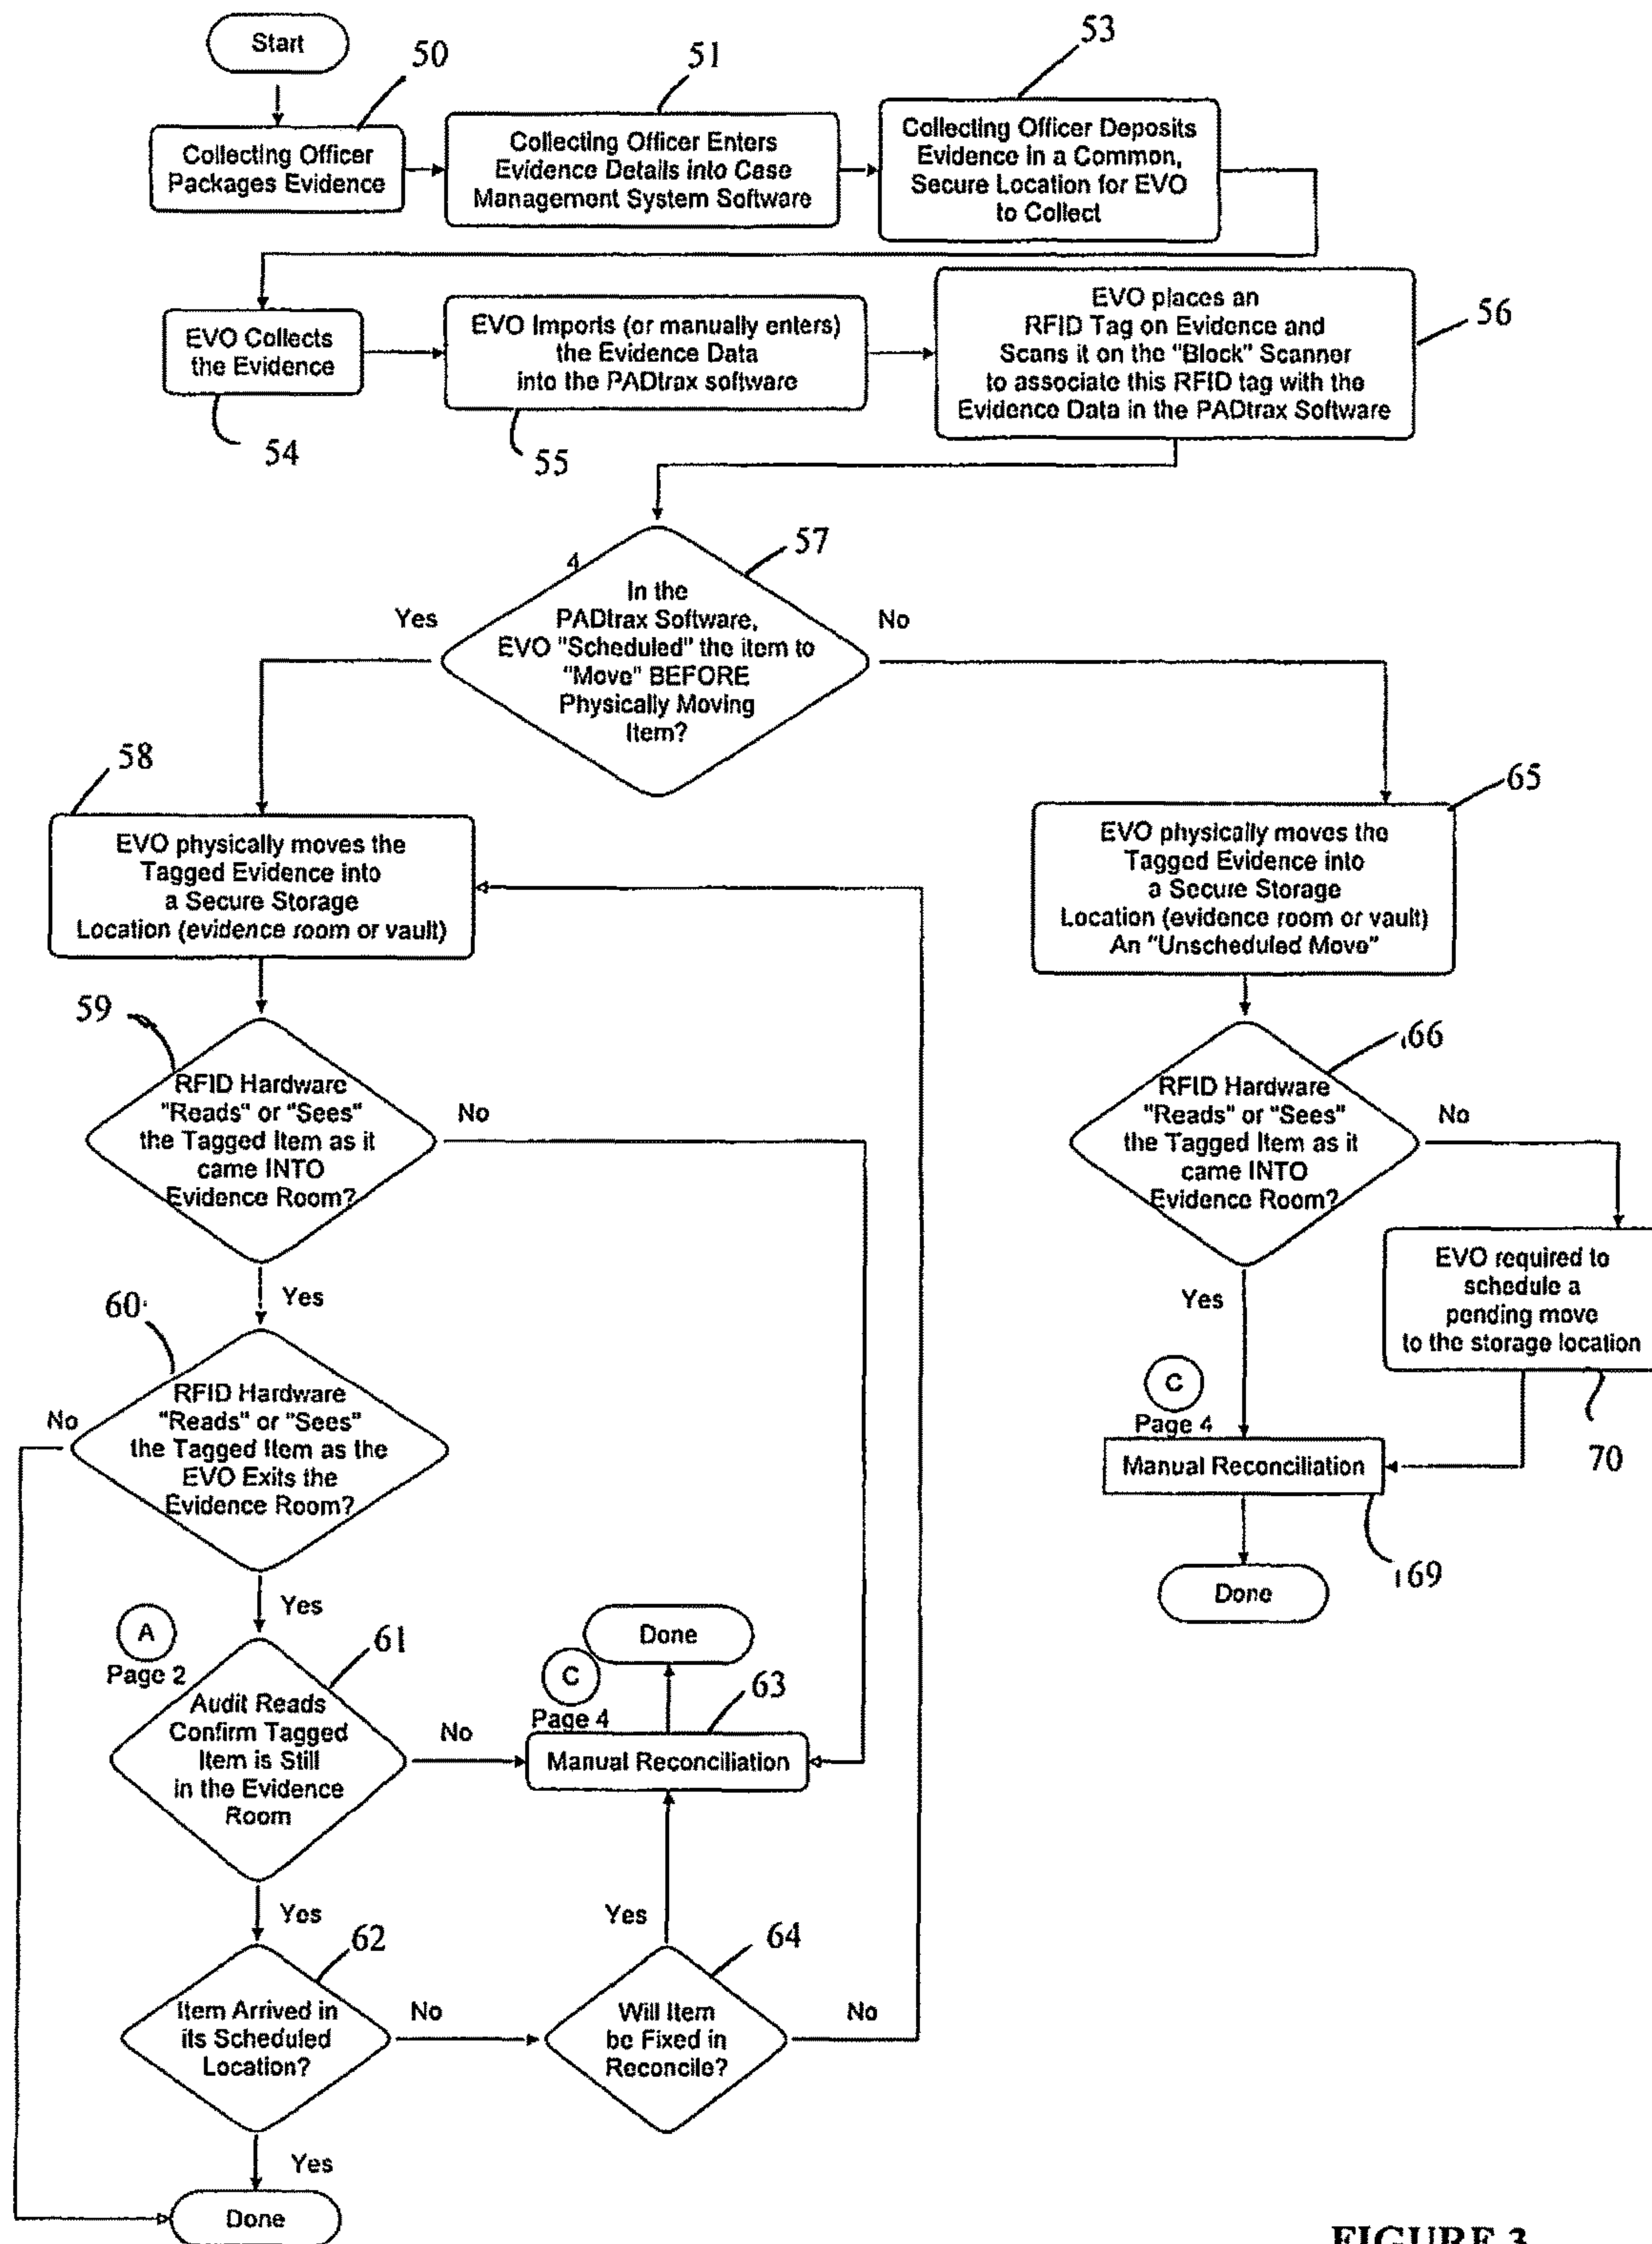 Start
50
51
53
Collecting Officer
Packages Evidence
Collecting Officer Enters
Evidence Details into Case
Management System Software
Collecting Officer Deposits
Evidence in a Common,
Secure Location for EVO
to Collect
EVO Collects
the Evidence
54
EVO Imports (or manually enters)
the Evidence Data
into the PADtrax software
55
EVO places an
RFID Tag on Evidence and
Scans it on the "Block" Scanner
to associate this RFID tag with the
Evidence Data in the PADtrax Software
56
57
4
In the
PADtrax Software,
EVO "Scheduled" the item to
"Move" BEFORE
Physically Moving
Item?
Yes
No
58
EVO physically moves the
Tagged Evidence into
a Secure Storage
Location (evidence room or vault)
65
EVO physically moves the
Tagged Evidence into
a Secure Storage
Location (evidence room or vault)
An "Unscheduled Move"
59
RFID Hardware
"Reads" or "Sees"
the Tagged Item as it
came INTO
Evidence Room?
No
Yes
66
RFID Hardware
"Reads" or "Sees"
the Tagged Item as it
came INTO
Evidence Room?
No
Yes
EVO required to
schedule a
pending move
to the storage location
70
C
Page 4
Manual Reconciliation
69
Done
60
RFID Hardware
"Reads" or "Sees"
the Tagged Item as the
EVO Exits the
Evidence Room?
No
Yes
A
Page 2
61
Audit Reads
Confirm Tagged
Item is Still
in the Evidence
Room
No
Yes
Done
C
Page 4
63
Manual Reconciliation
62
Item Arrived in
its Scheduled
Location?
No
Yes
64
Will Item
be Fixed in
Reconcile?
Yes
No
Done
FIGURE 3